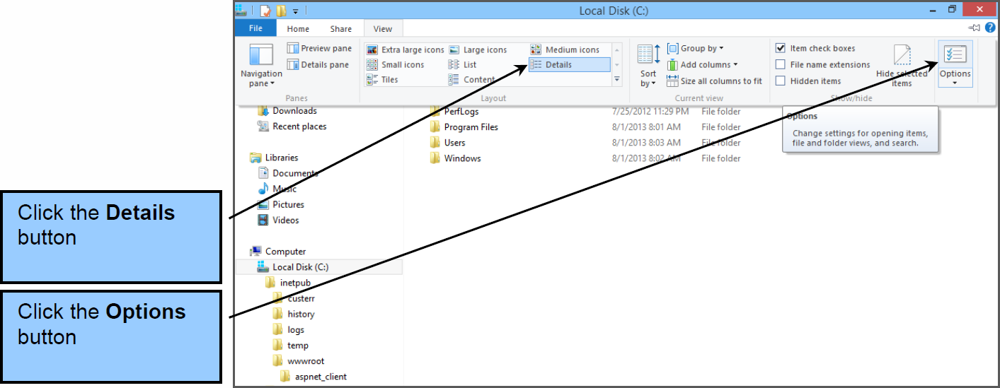 Local Disk (C:)
File Home Share View
Navigation pane
Preview pane
Details pane
Panes
Extra large icons Large icons Medium icons
Small icons List Details
Tiles Content
Layout
Sort by
Group by
Add columns
Size all columns to fit
Current view
Item check boxes
File name extensions
Hidden items
Hide selected items
Show/hide
Options
Options
Change settings for opening items,
file and folder views, and search.
Downloads
Recent places
Libraries
Documents
Music
Pictures
Videos
Computer
Local Disk (C:)
inetpub
custerr
history
logs
temp
wwwroot
aspnet_client
PerfLogs 7/25/2012 11:29 PM File folder
Program Files 8/1/2013 8:01 AM File folder
Users 8/1/2013 8:03 AM File folder
Windows 8/1/2013 8:02 AM File folder
Click the Details
button
Click the Options
button